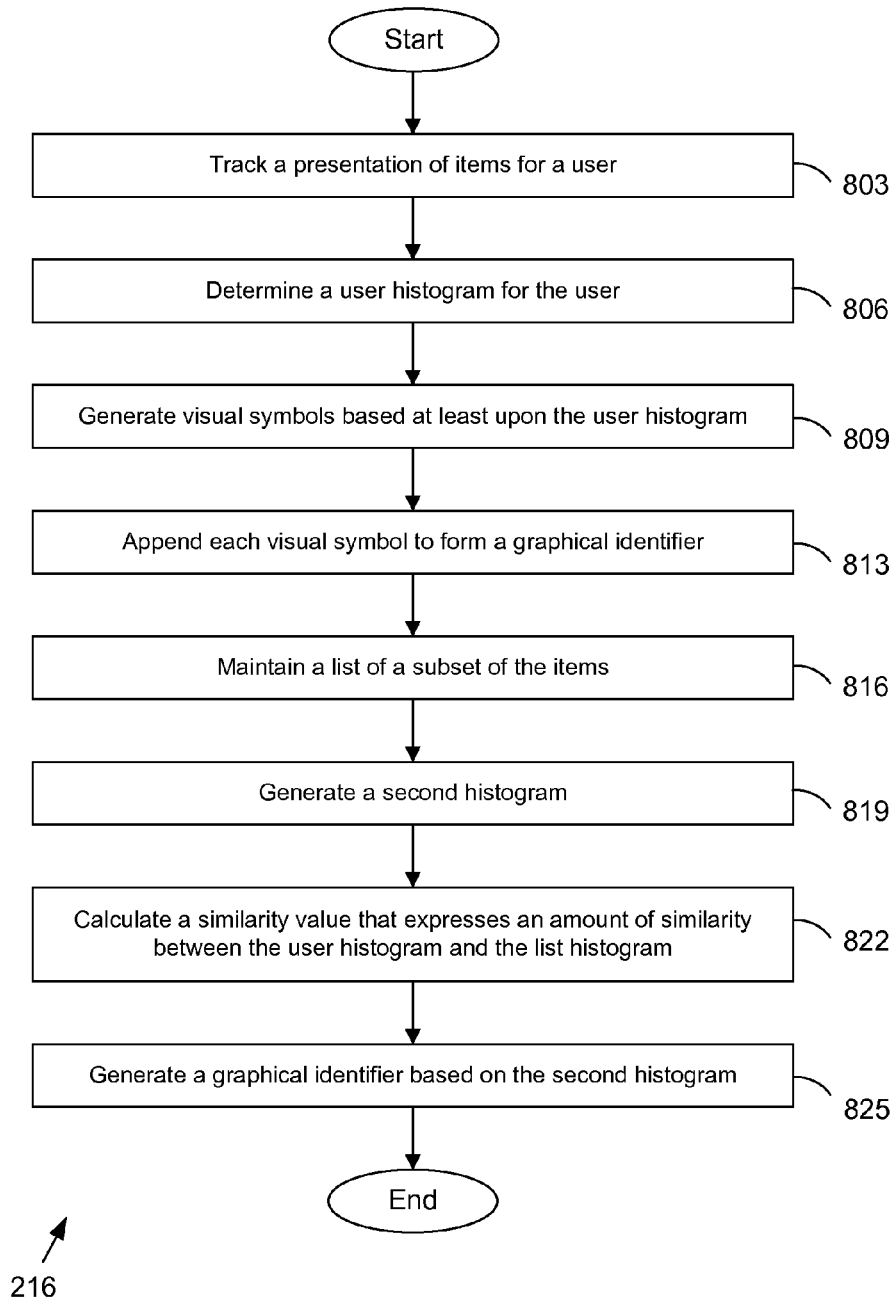 Start
Track a presentation of items for a user
803
Determine a user histogram for the user
806
Generate visual symbols based at least upon the user histogram
809
Append each visual symbol to form a graphical identifier
813
Maintain a list of a subset of the items
816
Generate a second histogram
819
Calculate a similarity value that expresses an amount of similarity
between the user histogram and the list histogram
822
Generate a graphical identifier based on the second histogram
825
End
216